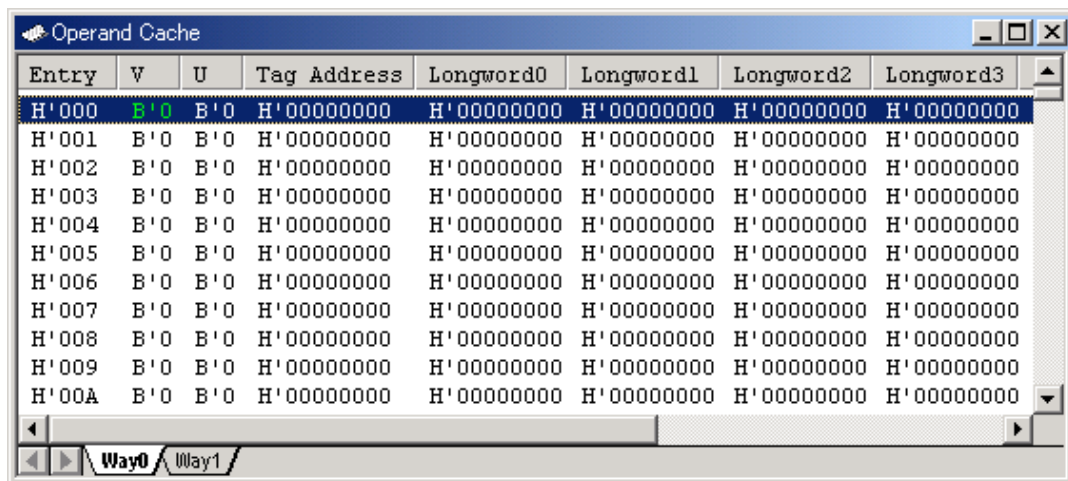 Operand Cache
Entry V U Tag Address Longword0 Longword1 Longword2 Longword3
H'000 B'0 B'0 H'00000000 H'00000000 H'00000000 H'00000000 H'00000000
H'001 B'0 B'0 H'00000000 H'00000000 H'00000000 H'00000000 H'00000000
H'002 B'0 B'0 H'00000000 H'00000000 H'00000000 H'00000000 H'00000000
H'003 B'0 B'0 H'00000000 H'00000000 H'00000000 H'00000000 H'00000000
H'004 B'0 B'0 H'00000000 H'00000000 H'00000000 H'00000000 H'00000000
H'005 B'0 B'0 H'00000000 H'00000000 H'00000000 H'00000000 H'00000000
H'006 B'0 B'0 H'00000000 H'00000000 H'00000000 H'00000000 H'00000000
H'007 B'0 B'0 H'00000000 H'00000000 H'00000000 H'00000000 H'00000000
H'008 B'0 B'0 H'00000000 H'00000000 H'00000000 H'00000000 H'00000000
H'009 B'0 B'0 H'00000000 H'00000000 H'00000000 H'00000000 H'00000000
H'00A B'0 B'0 H'00000000 H'00000000 H'00000000 H'00000000 H'00000000
Way0 Way1